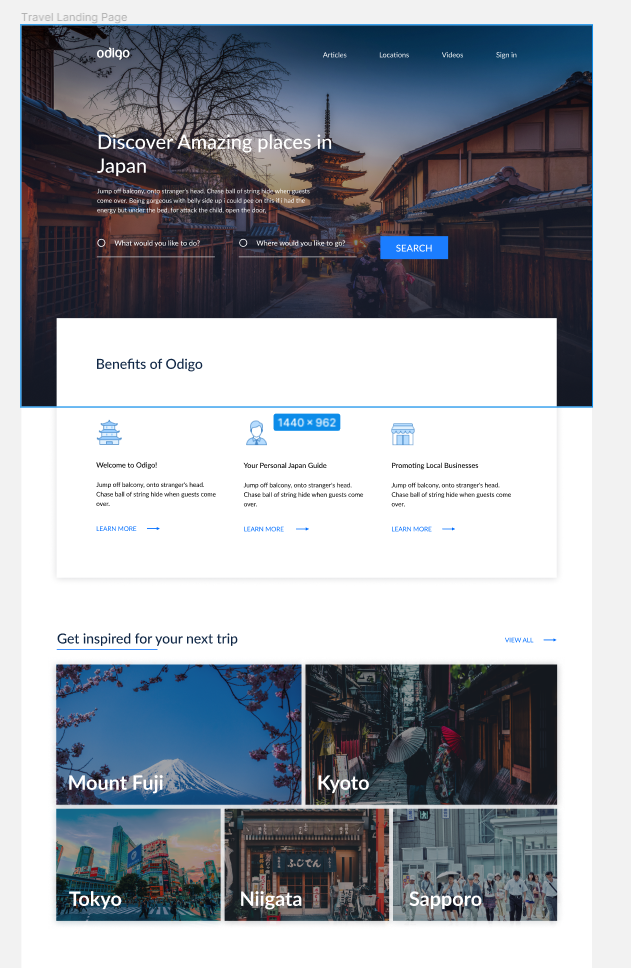 Travel Landing Page
odigo
Articles
Locations
Videos
Sign in
Discover Amazing places in
Japan
Jump off balcony, onto stranger's head. Chase ball of string hide when guests
come over. Being gorgeous with belly side up i could pee on this if i had the
energy but under the bed, for attack the child, open the door,
What would you like to do?
Where would you like to go?
SEARCH
Benefits of Odigo
1440 × 962
Welcome to Odigo!
Jump off balcony, onto stranger's head.
Chase ball of string hide when guests come
over.
LEARN MORE
Your Personal Japan Guide
Jump off balcony, onto stranger's head.
Chase ball of string hide when guests come
over.
LEARN MORE
Promoting Local Businesses
Jump off balcony, onto stranger's head.
Chase ball of string hide when guests come
over.
LEARN MORE
Get inspired for your next trip
VIEW ALL
Mount Fuji
Kyoto
Tokyo
ふじてん
Niigata
Sapporo